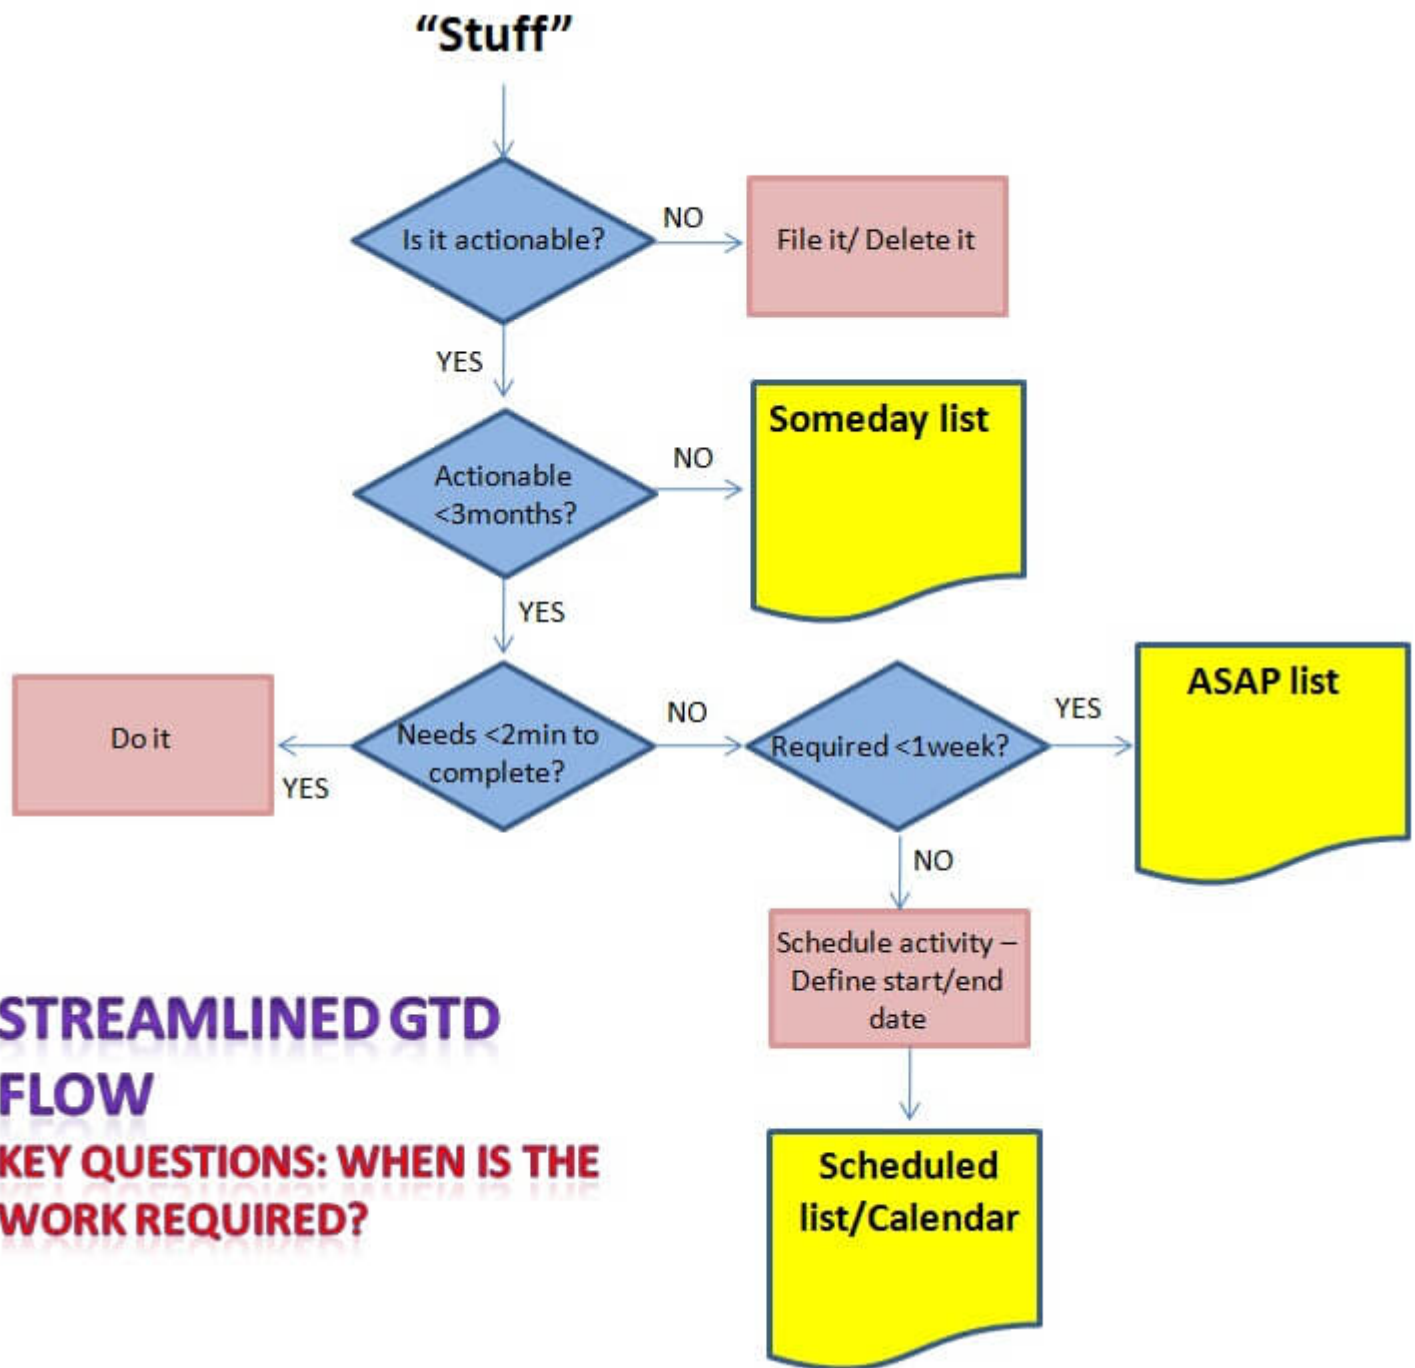 “Stuff”
Is it actionable?
NO
File it/ Delete it
YES
Actionable
<3months?
NO
Someday list
YES
Do it
YES
Needs <2min to
complete?
NO
Required <1week?
YES
ASAP list
NO
Schedule activity –
Define start/end
date
Scheduled
list/Calendar
STREAMLINED GTD
FLOW
KEY QUESTIONS: WHEN IS THE
WORK REQUIRED?